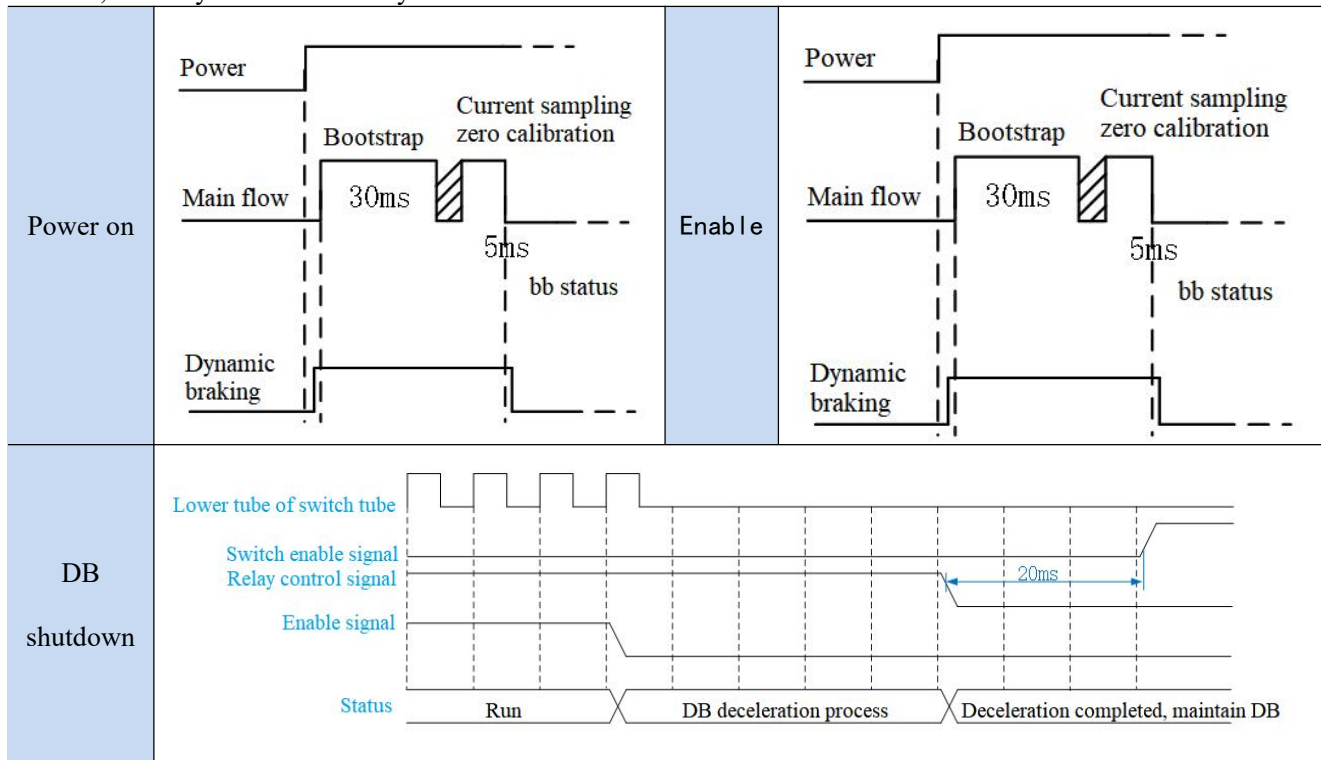 Power on
Power
Current sampling
zero calibration
Bootstrap
Main flow
30ms
5ms
bb status
Dynamic
braking
Enable
Power
Current sampling
zero calibration
Bootstrap
Main flow
30ms
5ms
bb status
Dynamic
braking
DB
shutdown
Lower tube of switch tube
Switch enable signal
Relay control signal
20ms
Enable signal
Status
Run
DB deceleration process
Deceleration completed, maintain DB